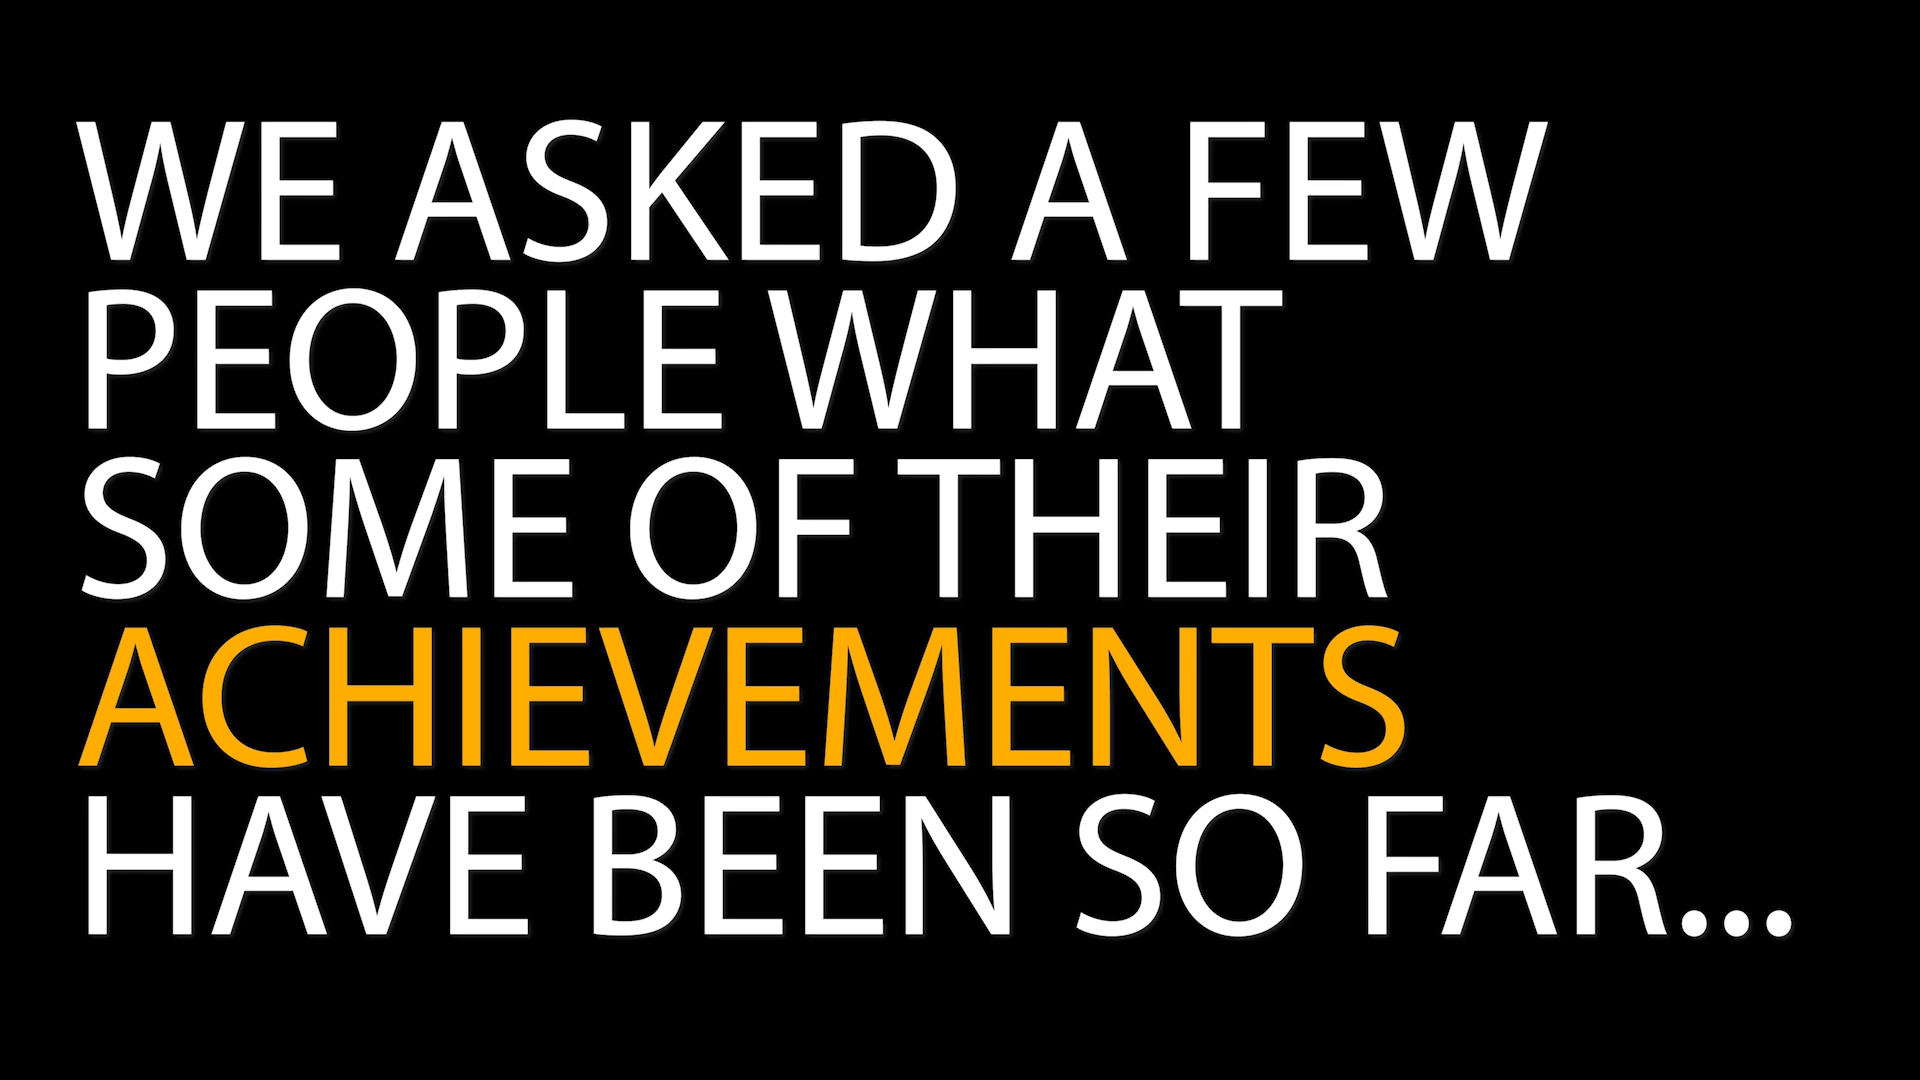 WE ASKED A FEW
PEOPLE WHAT
SOME OF THEIR
ACHIEVEMENTS
HAVE BEEN SO FAR...